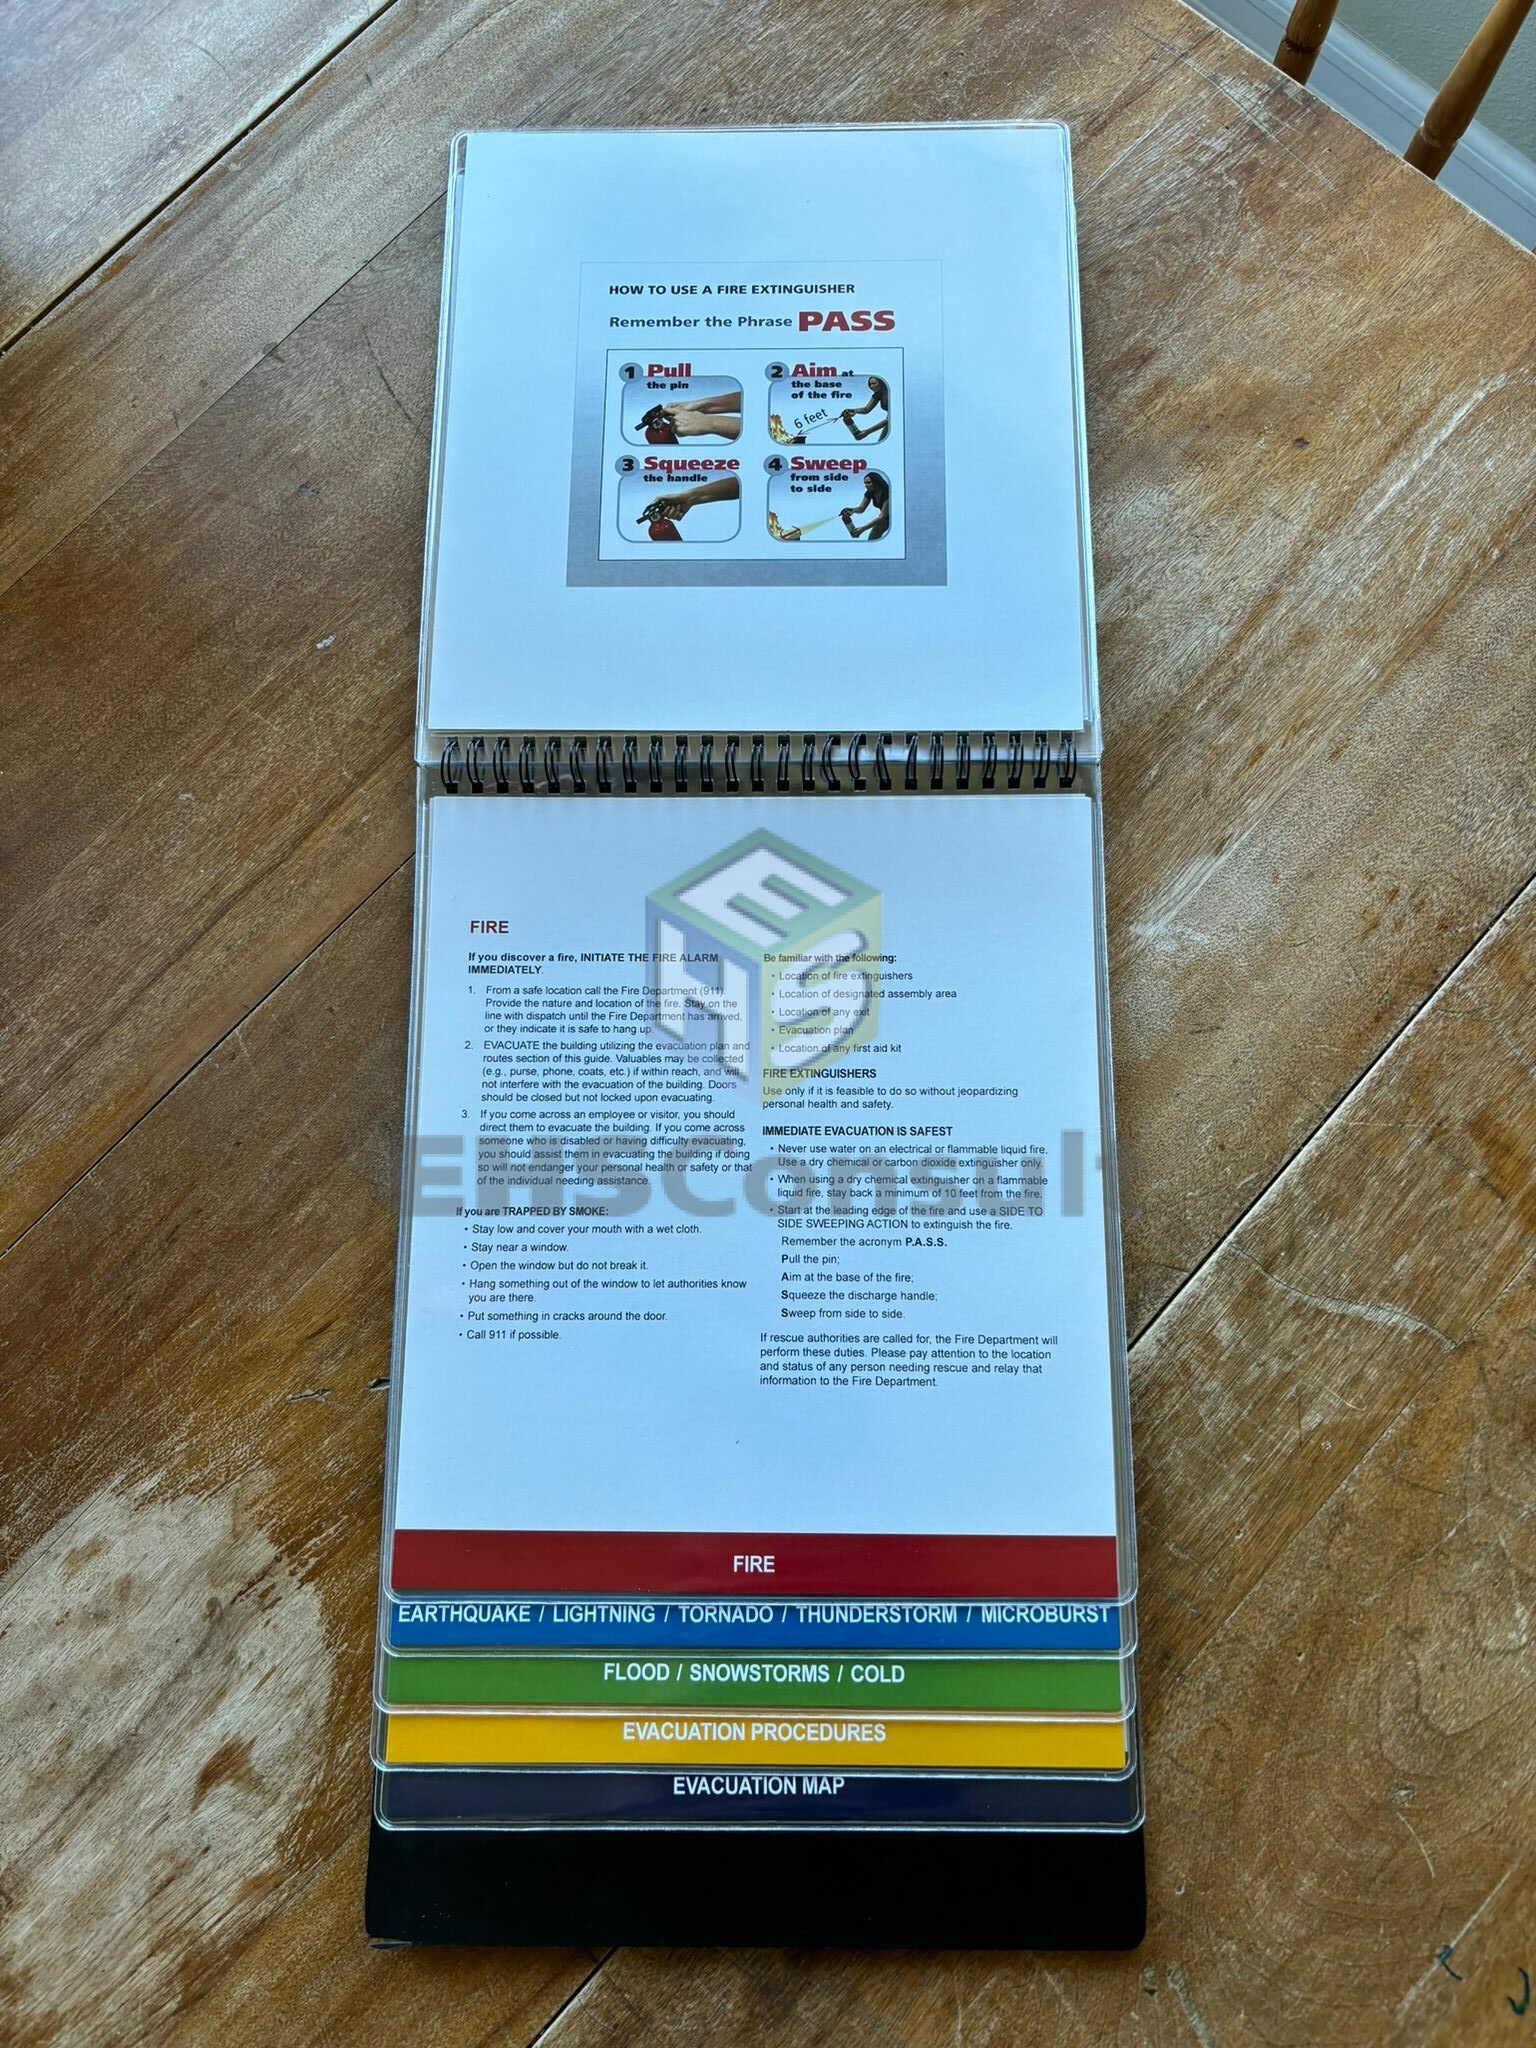 HOW TO USE A FIRE EXTINGUISHER
Remember the Phrase PASS
1 Pull
the pin
2 Aim at
the base
of the fire
6 feet
3 Squeeze
the handle
4 Sweep
from side
to side
FIRE
If you discover a fire, INITIATE THE FIRE ALARM
IMMEDIATELY.
1. From a safe location call the Fire Department (911).
Provide the nature and location of the fire. Stay on the
line with dispatch until the Fire Department has arrived,
or they indicate it is safe to hang up.
2. EVACUATE the building utilizing the evacuation plan and
routes section of this guide. Valuables may be collected
(e.g., purse, phone, coats, etc.) if within reach, and will
not interfere with the evacuation of the building. Doors
should be closed but not locked upon evacuating.
3. If you come across an employee or visitor, you should
direct them to evacuate the building. If you come across
someone who is disabled or having difficulty evacuating,
you should assist them in evacuating the building if doing
so will not endanger your personal health or safety or that
of the individual needing assistance.
If you are TRAPPED BY SMOKE:
• Stay low and cover your mouth with a wet cloth.
• Stay near a window.
• Open the window but do not break it.
• Hang something out of the window to let authorities know
you are there.
• Put something in cracks around the door.
• Call 911 if possible.
Be familiar with the following:
• Location of fire extinguishers
• Location of designated assembly area
• Location of any exit
• Evacuation plan
• Location of any first aid kit
FIRE EXTINGUISHERS
Use only if it is feasible to do so without jeopardizing
personal health and safety.
IMMEDIATE EVACUATION IS SAFEST
• Never use water on an electrical or flammable liquid fire.
Use a dry chemical or carbon dioxide extinguisher only.
• When using a dry chemical extinguisher on a flammable
liquid fire, stay back a minimum of 10 feet from the fire.
• Start at the leading edge of the fire and use a SIDE TO
SIDE SWEEPING ACTION to extinguish the fire.
Remember the acronym P.A.S.S.
Pull the pin;
Aim at the base of the fire;
Squeeze the discharge handle;
Sweep from side to side.
If rescue authorities are called for, the Fire Department will
perform these duties. Please pay attention to the location
and status of any person needing rescue and relay that
information to the Fire Department.
EHS
EHSConsult
FIRE
EARTHQUAKE / LIGHTNING / TORNADO / THUNDERSTORM / MICROBURST
FLOOD / SNOWSTORMS / COLD
EVACUATION PROCEDURES
EVACUATION MAP